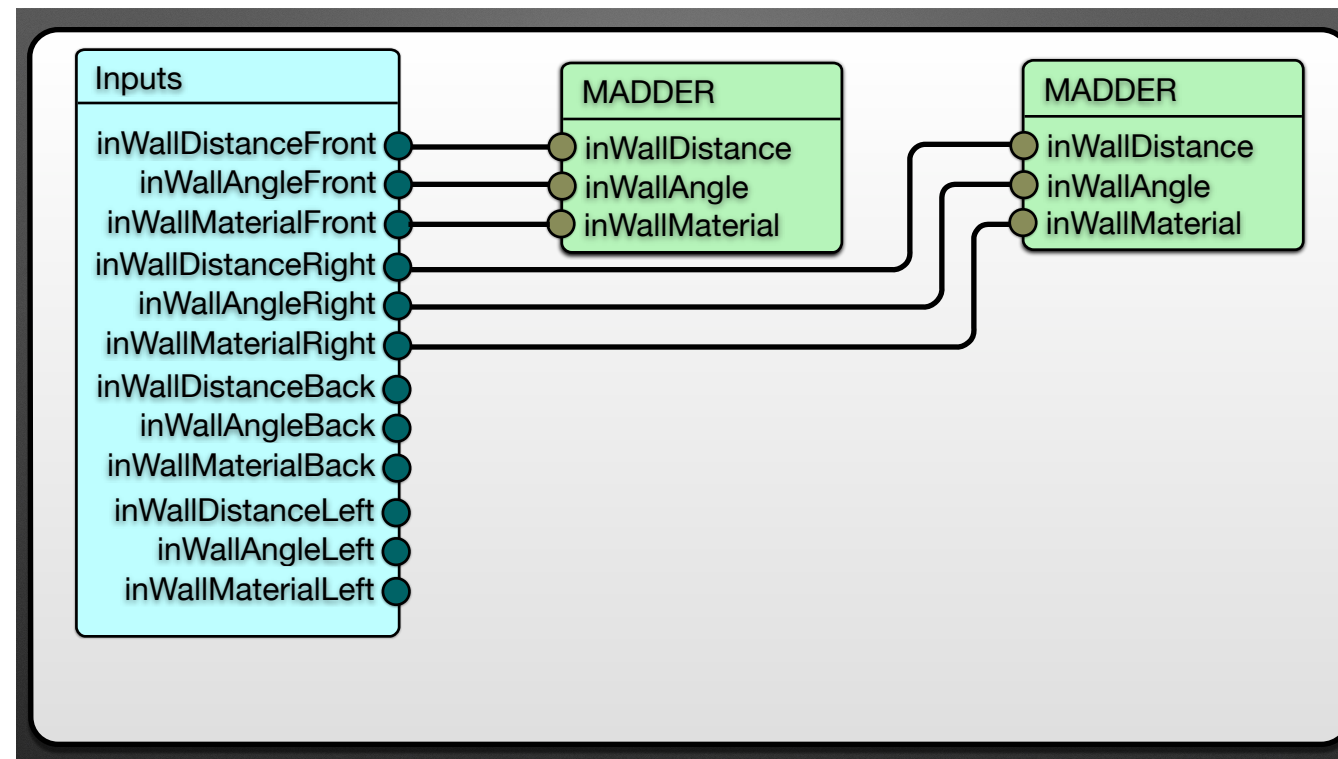 Inputs
inWallDistanceFront
inWallAngleFront
inWallMaterialFront
inWallDistanceRight
inWallAngleRight
inWallMaterialRight
inWallDistanceBack
inWallAngleBack
inWallMaterialBack
inWallDistanceLeft
inWallAngleLeft
inWallMaterialLeft
MADDER
inWallDistance
inWallAngle
inWallMaterial
MADDER
inWallDistance
inWallAngle
inWallMaterial